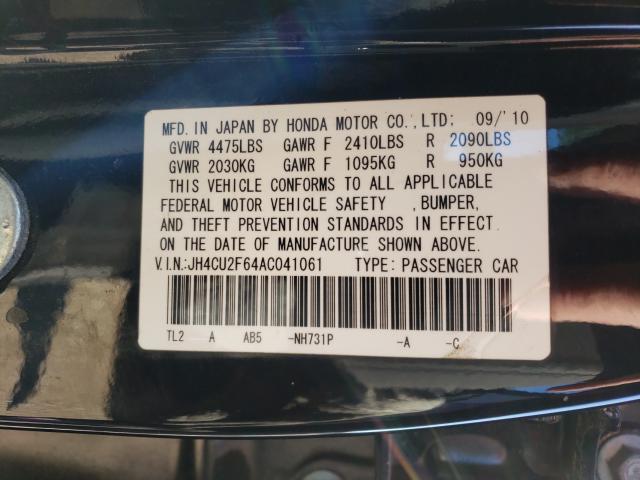 MFD. IN JAPAN BY HONDA MOTOR CO.,LTD: 09/'10
GVWR 4475LBS GAWR F 2410LBS R 2090LBS
GVWR 2030KG GAWR F 1095KG R 950KG
THIS VEHICLE CONFORMS TO ALL APPLICABLE
FEDERAL MOTOR VEHICLE SAFETY , BUMPER,
AND THEFT PREVENTION STANDARDS IN EFFECT
ON THE DATE OF MANUFACTURE SHOWN ABOVE.
V.I.N.:JH4CU2F64AC041061 TYPE: PASSENGER CAR
TL2 A AB5 -NH731P -A -C